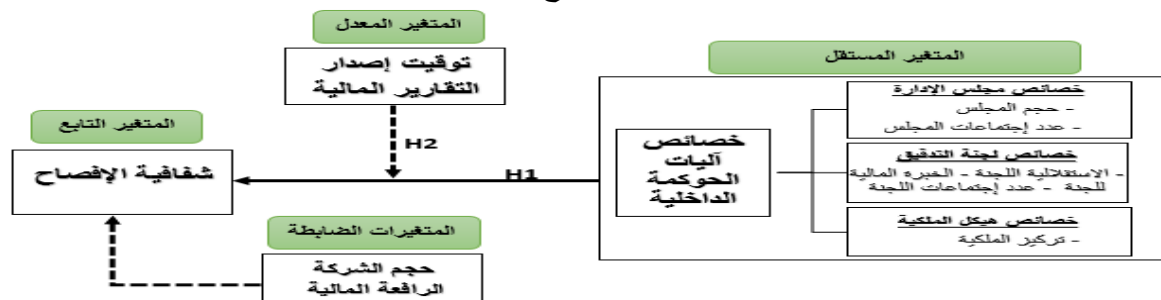 المتغير المستقل
خصائص مجلس الإدارة
- حجم المجلس
- عدد إجتماعات المجلس
خصائص لجنة التدقيق
- الاستقلالية اللجنة - الخبره المالية
للجنة - عدد إجتماعات اللجنة
خصائص هيكل الملكية
- تركيز الملكية
خصائص
آليات
الحوكمة
الداخلية
H1
المتغير المعدل
توقيت إصدار
التقارير المالية
H2
المتغير التابع
شفافية الإفصاح
المتغيرات الضابطة
حجم الشركة
الرافعة المالية